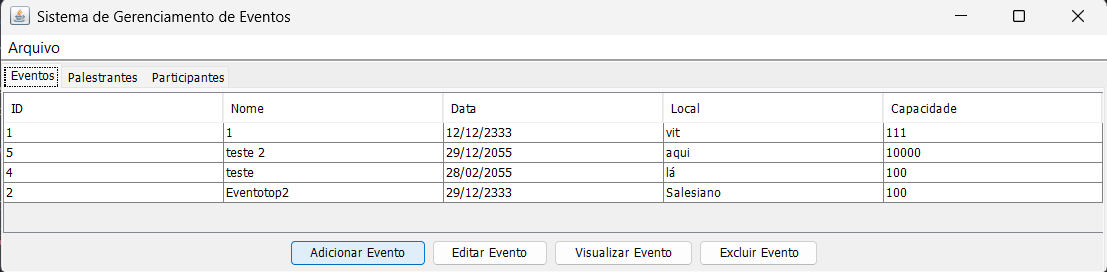 Sistema de Gerenciamento de Eventos
Arquivo
Eventos Palestrantes Participantes
ID Nome Data Local Capacidade
1 1 12/12/2333 vit 111
5 teste 2 29/12/2055 aqui 10000
4 teste 28/02/2055 lá 100
2 Eventotop2 29/12/2333 Salesiano 100
Adicionar Evento Editar Evento Visualizar Evento Excluir Evento